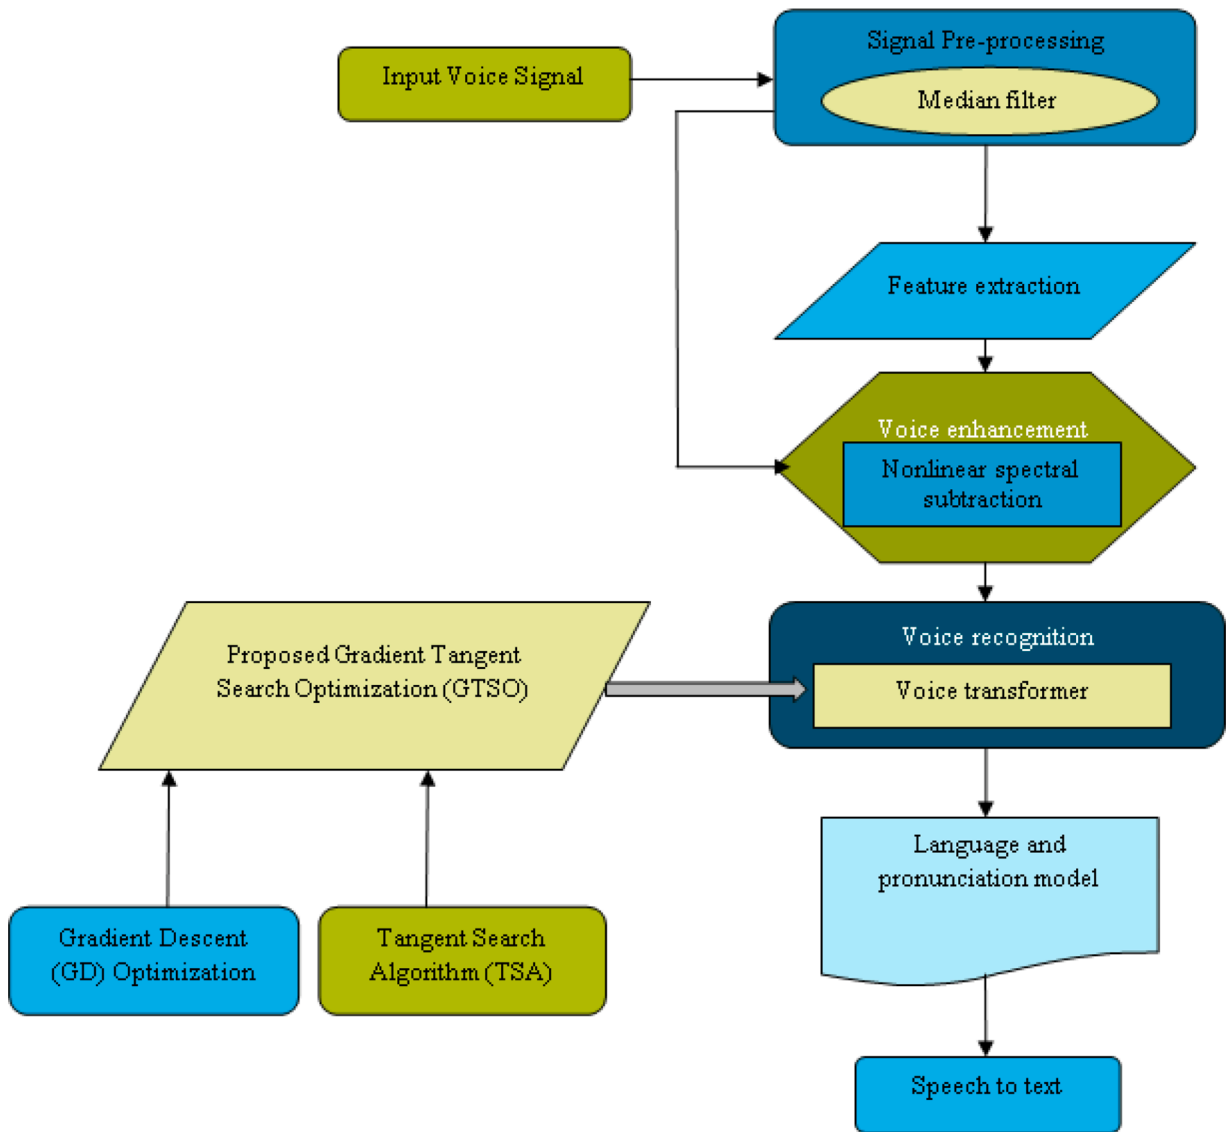 Input Voice Signal
Signal Pre-processing
Median filter
Feature extraction
Voice enhancement
Nonlinear spectral
subtraction
Proposed Gradient Tangent
Search Optimization (GTSO)
Voice recognition
Voice transformer
Language and
pronunciation model
Gradient Descent
(GD) Optimization
Tangent Search
Algorithm (TSA)
Speech to text